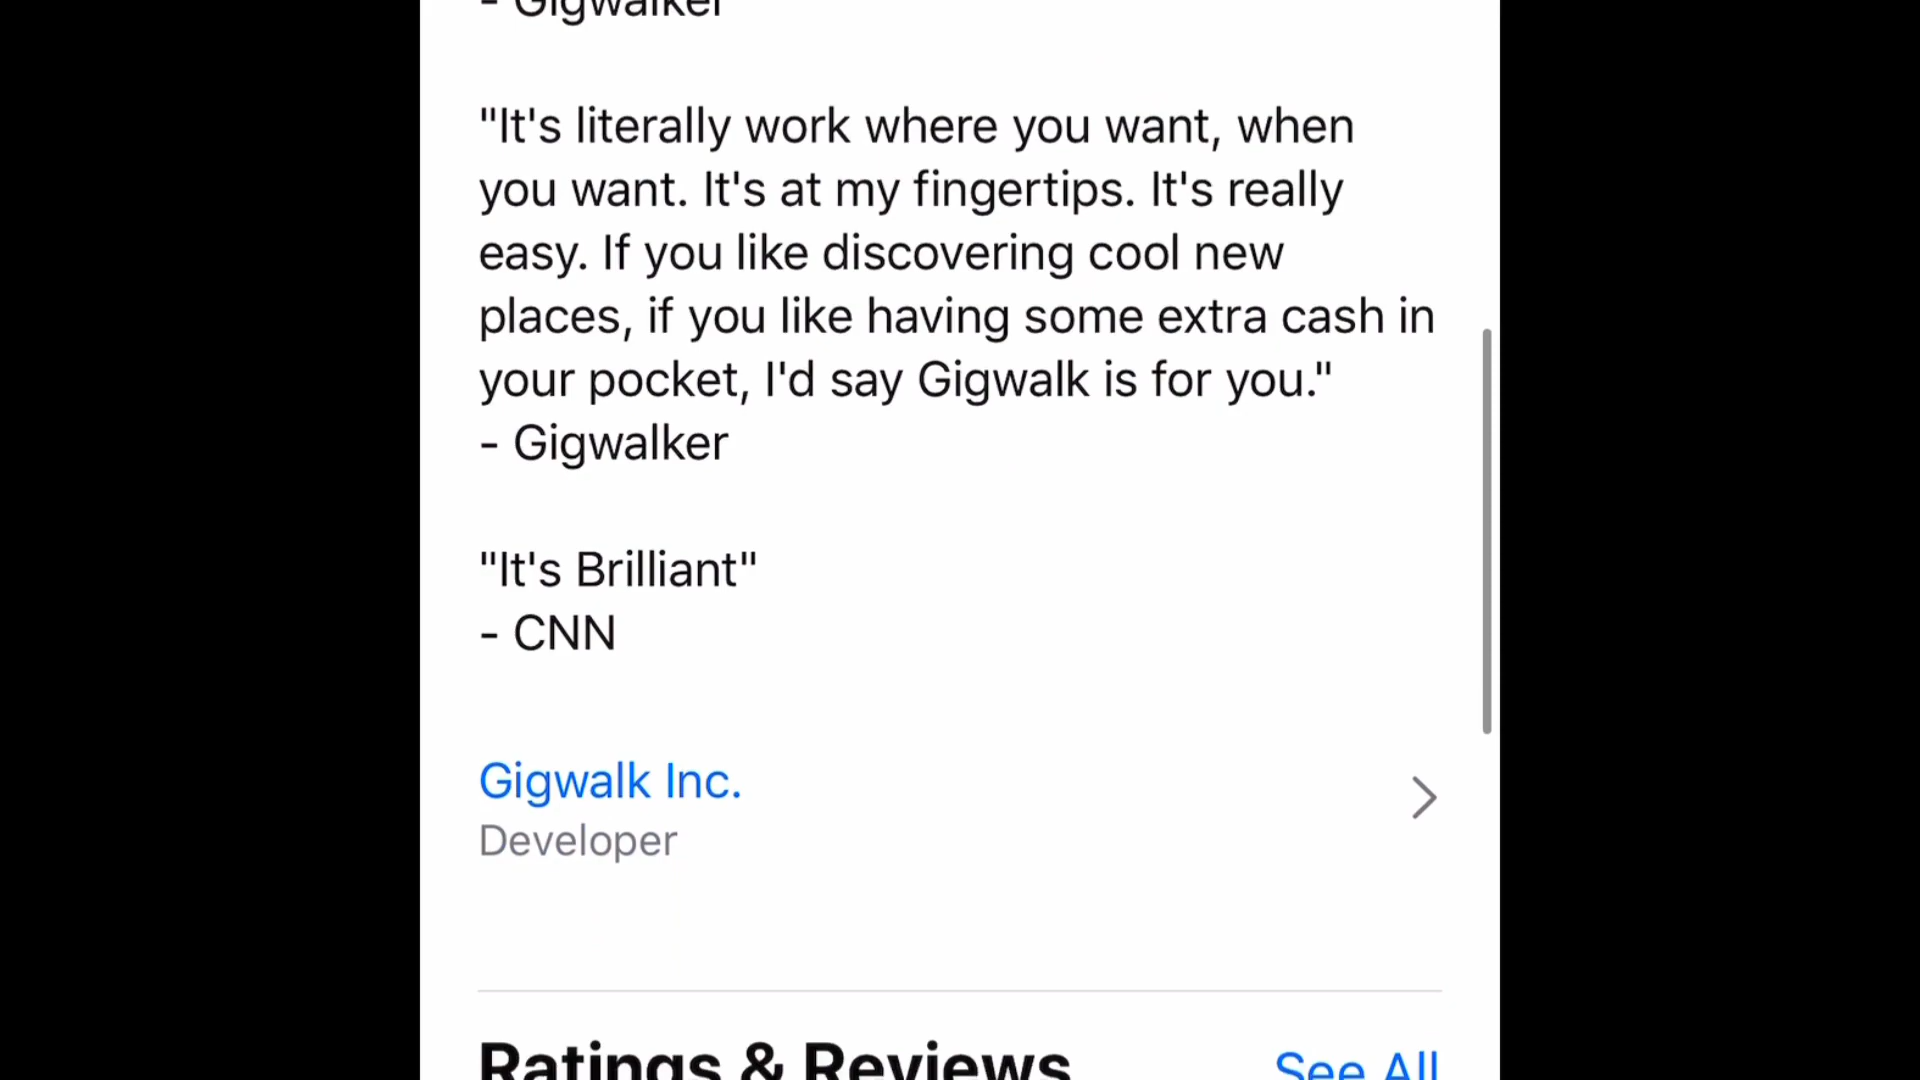 - Gigwalker
"It's literally work where you want, when
you want. It's at my fingertips. It's really
easy. If you like discovering cool new
places, if you like having some extra cash in
your pocket, I'd say Gigwalk is for you."
- Gigwalker
"It's Brilliant"
- CNN
Gigwalk Inc.
Developer
Ratings & Reviews
See All